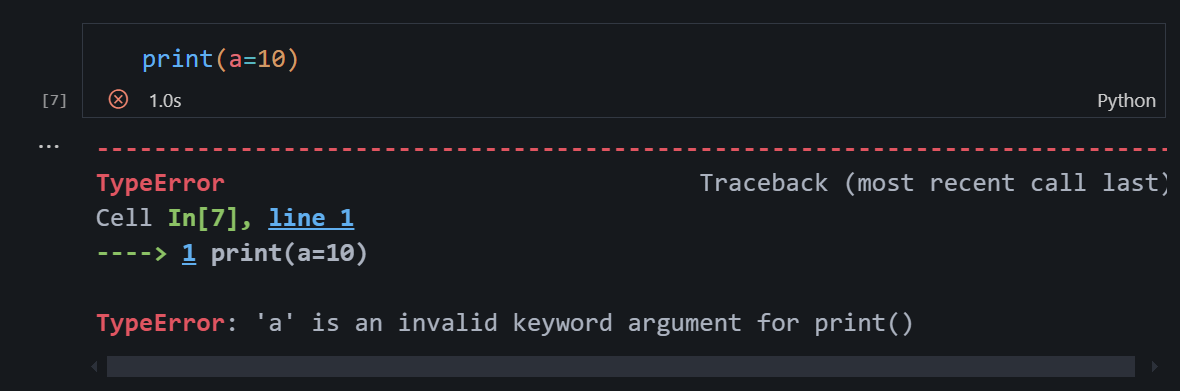 print(a=10)
[7] 1.0s Python
...
---------------------------------------------------------------------------
TypeError Traceback (most recent call last)
Cell In[7], line 1
----> 1 print(a=10)
TypeError: 'a' is an invalid keyword argument for print()